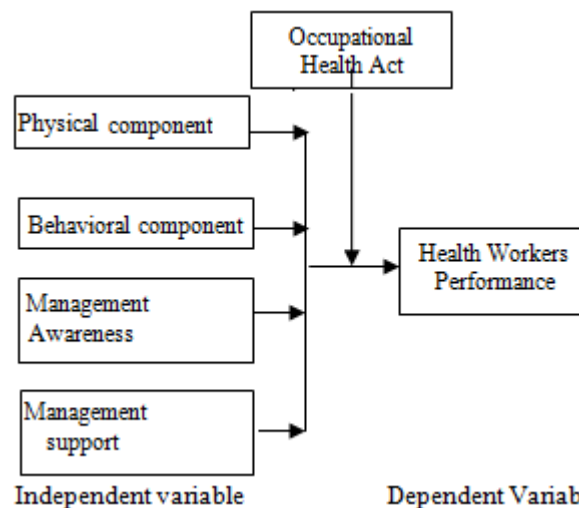 Occupational
Health Act
Physical component
Behavioral component
Management
Awareness
Management
support
Health Workers
Performance
Independent variable
Dependent Variab